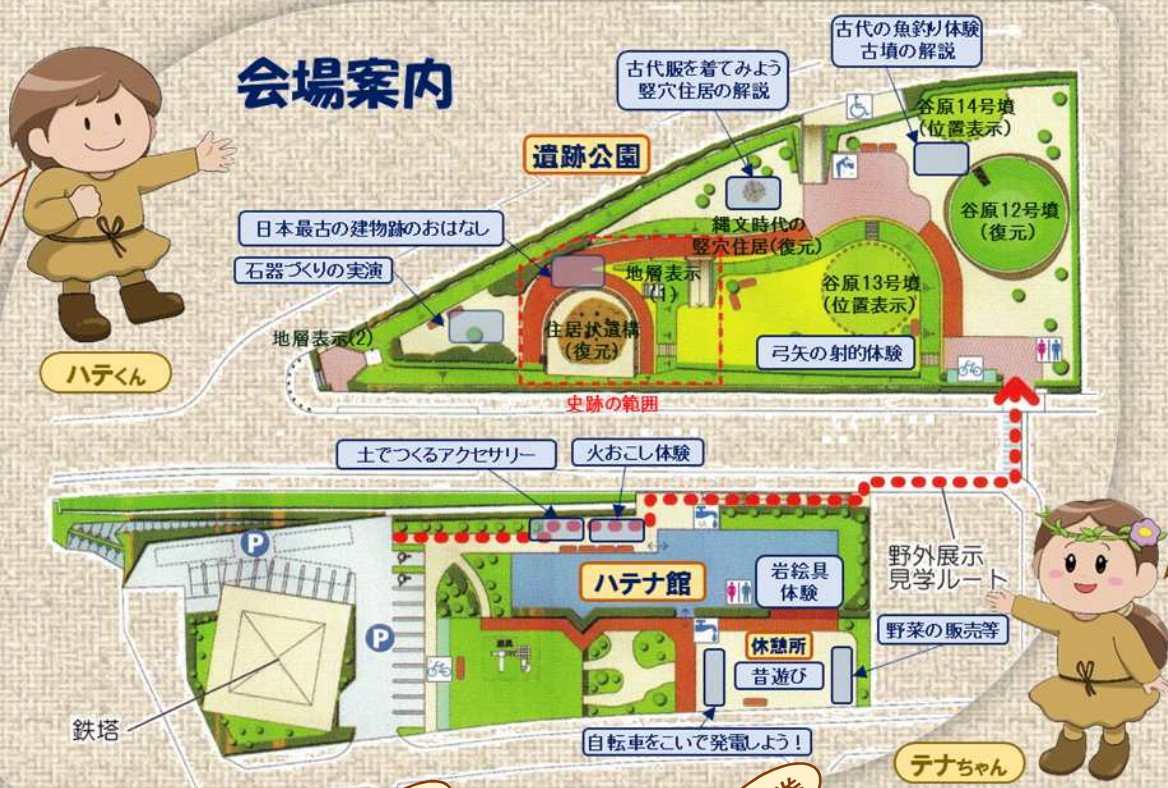 会場案内
古代の魚釣り体験
古墳の解説
古代服を着てみよう
竪穴住居の解説
遺跡公園
谷原14号墳
(位置表示)
谷原12号墳
(復元)
日本最古の建物跡のおはなし
縄文時代の
竪穴住居(復元)
石器づくりの実演
地層表示
(1)
谷原13号墳
(位置表示)
地層表示(2)
住居状遺構
(復元)
弓矢の射的体験
ハテくん
史跡の範囲
土でつくるアクセサリー
火おこし体験
P
野外展示
見学ルート
ハテナ館
岩絵具
体験
P
野菜の販売等
休憩所
昔遊び
鉄塔
自転車をこいで発電しよう!
テナちゃん